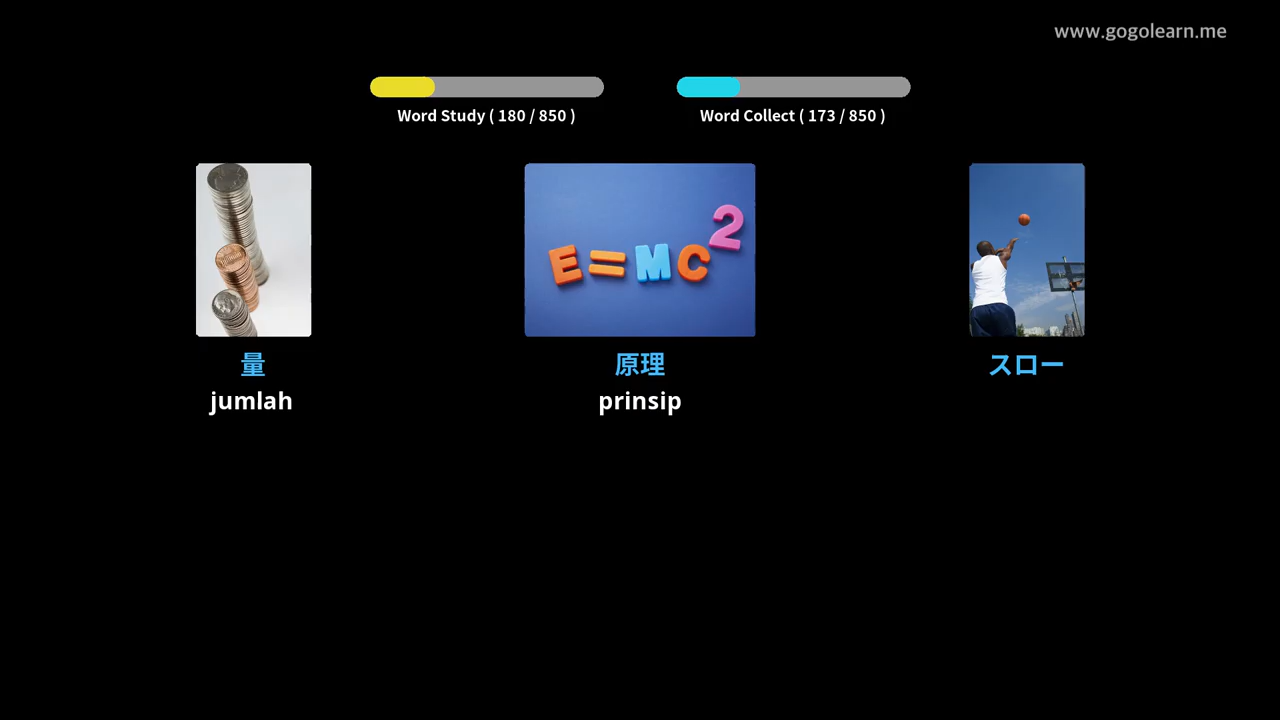 www.gogolearn.me
Word Study ( 180 / 850 )
Word Collect ( 173 / 850 )
E=MC2
量
原理
スロー
jumlah
prinsip